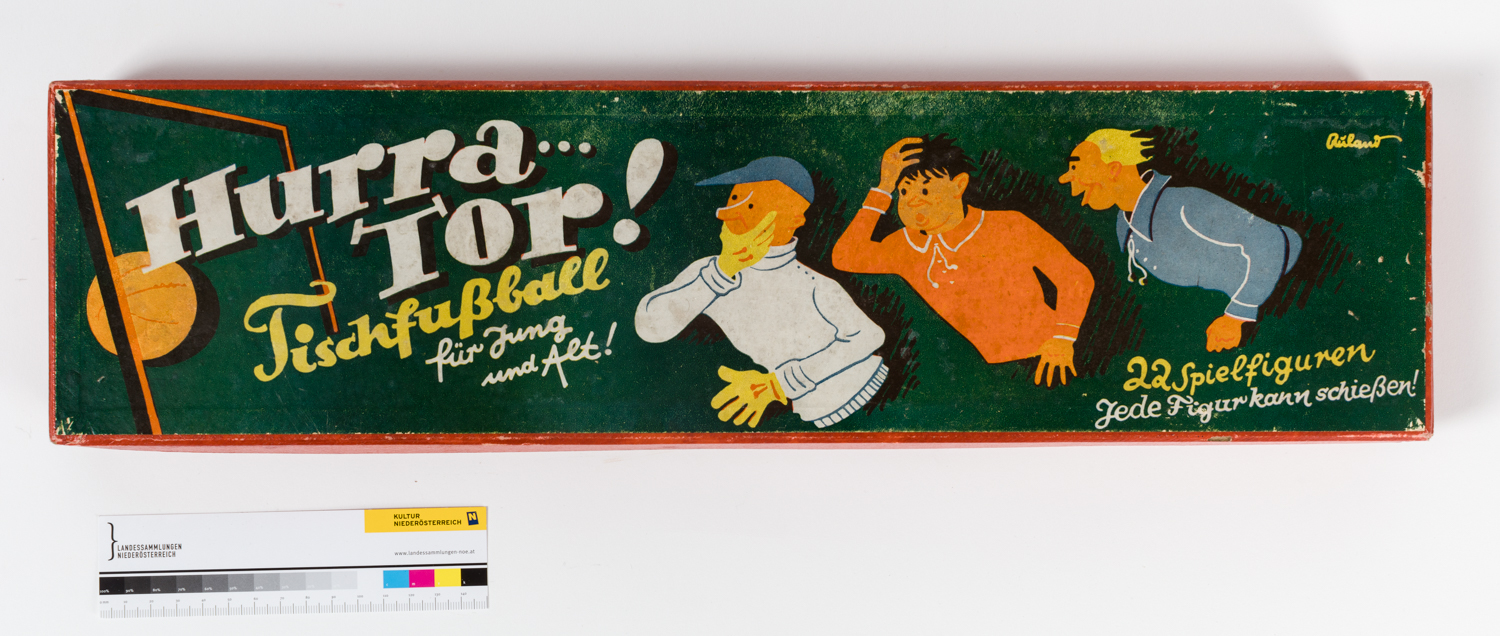 Hurra...
Tor!
Tischfußball
für Jung
und Alt!
Ruland
22 Spielfiguren
Jede Figur kann schießen!
LANDESSAMMLUNGEN
NIEDERÖSTERREICH
KULTUR
NIEDERÖSTERREICH
N
www.landessammlungen-noe.at